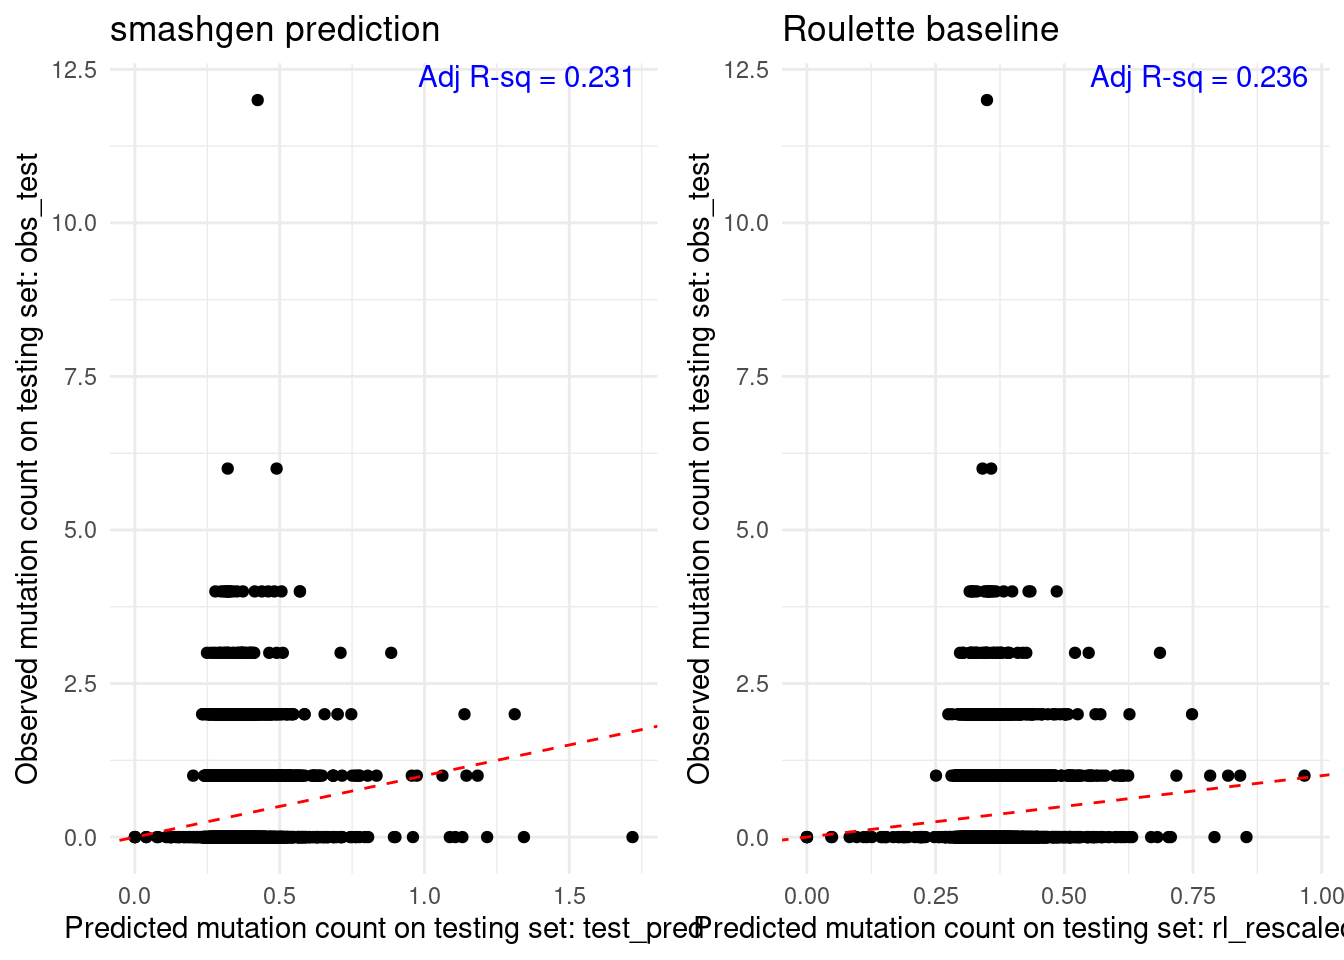 smashgen prediction
Adj R-sq = 0.231
Observed mutation count on testing set: obs_test
12.5
10.0
7.5
5.0
2.5
0.0
0.0
0.5
1.0
1.5
Predicted mutation count on testing set: test_pred
Roulette baseline
Adj R-sq = 0.236
Observed mutation count on testing set: obs_test
12.5
10.0
7.5
5.0
2.5
0.0
0.00
0.25
0.50
0.75
1.00
Predicted mutation count on testing set: rl_rescaled